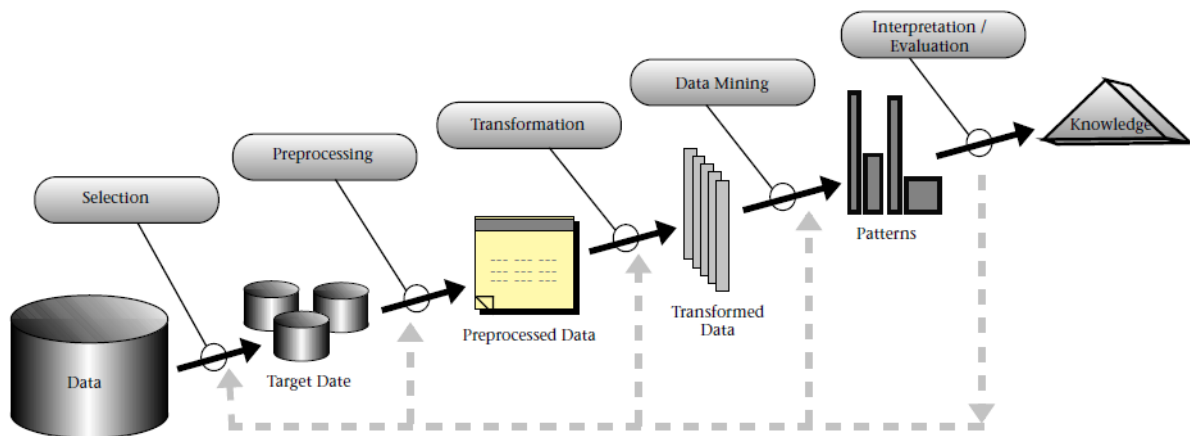 Interpretation /
Evaluation
Data Mining
Transformation
Preprocessing
Selection
Knowledge
Patterns
Transformed
Data
Preprocessed Data
Target Date
Data